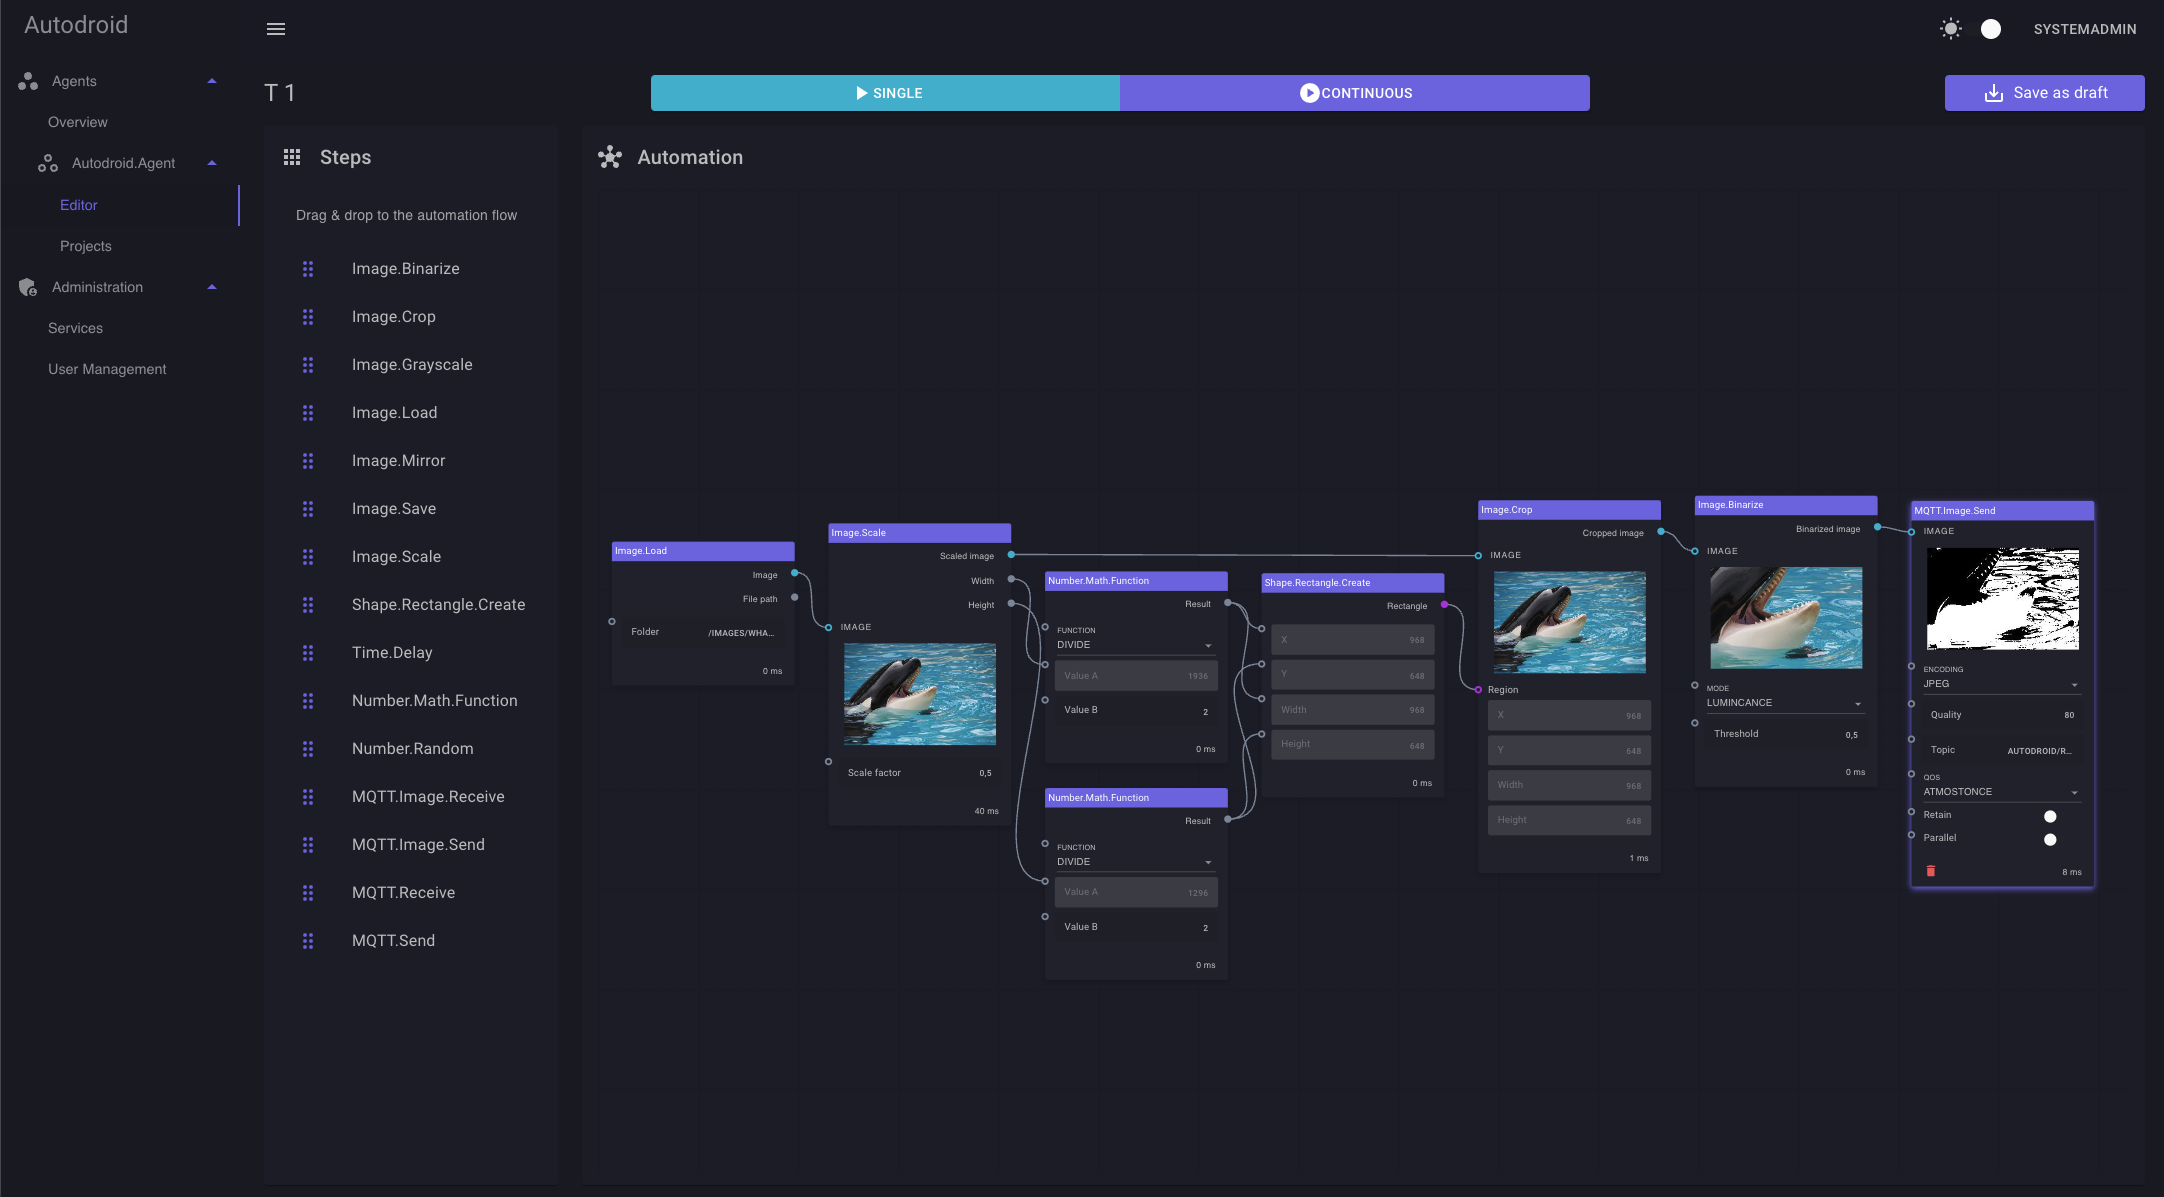 Autodroid
SYSTEMADMIN
Agents
Overview
Autodroid.Agent
Editor
Projects
Administration
Services
User Management
T 1
SINGLE
CONTINUOUS
Save as draft
Steps
Drag & drop to the automation flow
Image.Binarize
Image.Crop
Image.Grayscale
Image.Load
Image.Mirror
Image.Save
Image.Scale
Shape.Rectangle.Create
Time.Delay
Number.Math.Function
Number.Random
MQTT.Image.Receive
MQTT.Image.Send
MQTT.Receive
MQTT.Send
Automation
Image.Load
Image
File path
Folder /IMAGES/WHA...
0 ms
Image.Scale
Scaled image
Width
Height
IMAGE
Scale factor 0,5
40 ms
Number.Math.Function
Result
FUNCTION
DIVIDE
Value A 1936
Value B 2
0 ms
Number.Math.Function
Result
FUNCTION
DIVIDE
Value A 1296
Value B 2
0 ms
Shape.Rectangle.Create
Rectangle
X 968
Y 648
Width 968
Height 648
0 ms
Image.Crop
Cropped image
IMAGE
Region
X 968
Y 648
Width 968
Height 648
1 ms
Image.Binarize
Binarized image
IMAGE
MODE
LUMINCANCE
Threshold 0,5
0 ms
MQTT.Image.Send
IMAGE
ENCODING
JPEG
Quality 80
Topic AUTODROID/R...
QOS
ATMOSTONCE
Retain
Parallel
8 ms